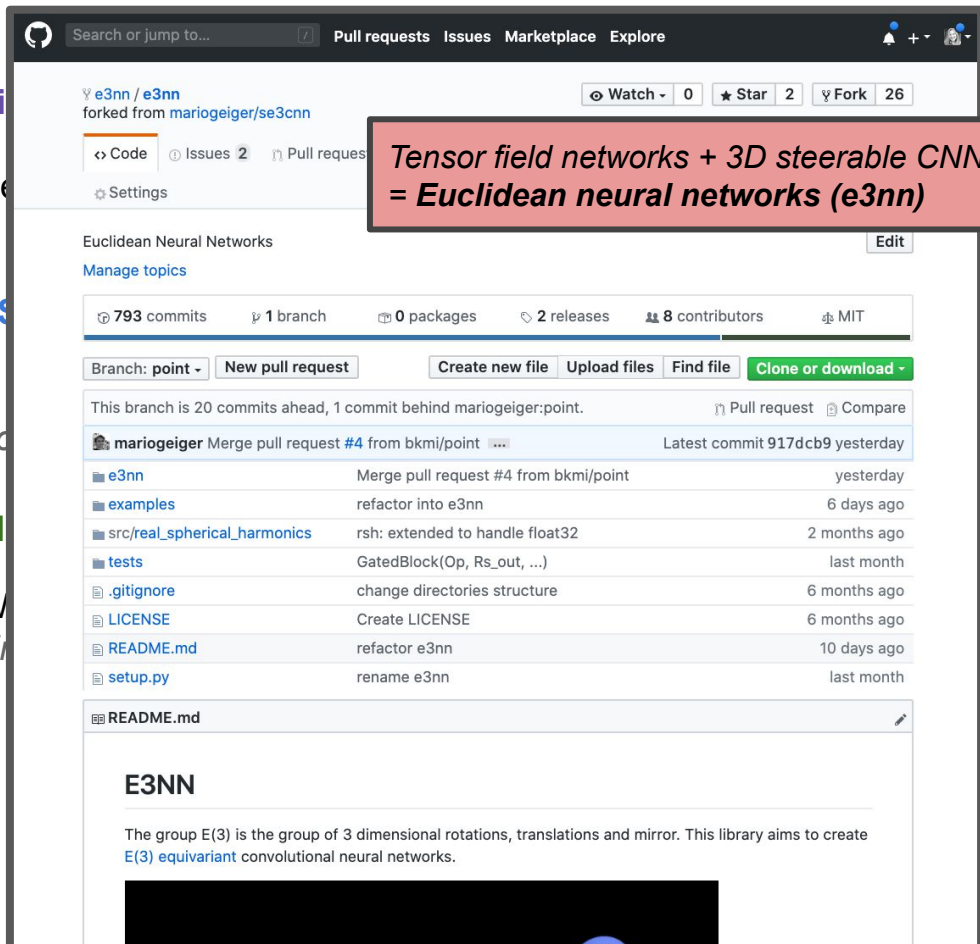 Search or jump to... / Pull requests Issues Marketplace Explore
e3nn / e3nn
Watch 0 Star 2 Fork 26
forked from mariogeiger/se3cnn
Code Issues 2 Pull reques
Settings
Tensor field networks + 3D steerable CNN
= Euclidean neural networks (e3nn)
Euclidean Neural Networks
Edit
Manage topics
793 commits 1 branch 0 packages 2 releases 8 contributors MIT
Branch: point New pull request Create new file Upload files Find file Clone or download
This branch is 20 commits ahead, 1 commit behind mariogeiger:point. Pull request Compare
mariogeiger Merge pull request #4 from bkmi/point ... Latest commit 917dcb9 yesterday
e3nn Merge pull request #4 from bkmi/point yesterday
examples refactor into e3nn 6 days ago
src/real_spherical_harmonics rsh: extended to handle float32 2 months ago
tests GatedBlock(Op, Rs_out, ...) last month
.gitignore change directories structure 6 months ago
LICENSE Create LICENSE 6 months ago
README.md refactor e3nn 10 days ago
setup.py rename e3nn last month
README.md
E3NN
The group E(3) is the group of 3 dimensional rotations, translations and mirror. This library aims to create
E(3) equivariant convolutional neural networks.